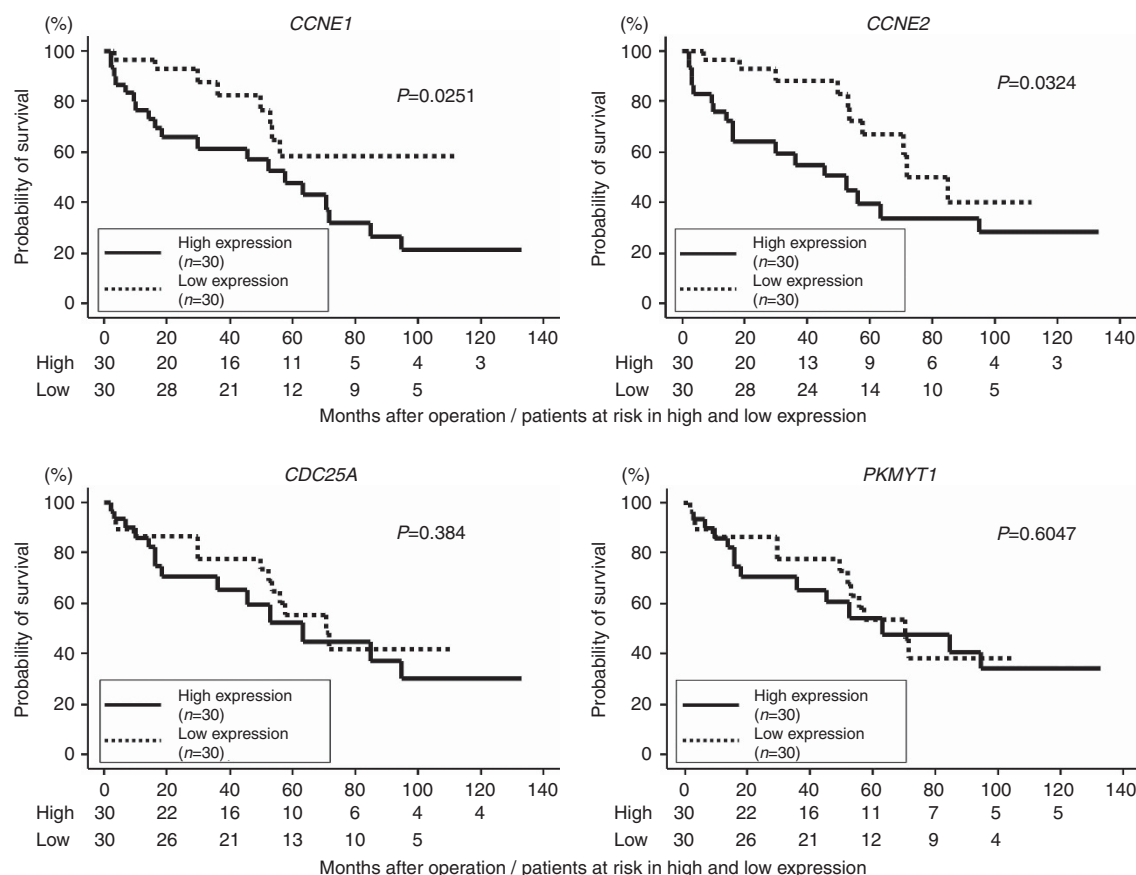 (%)
CCNE1
100
80
60
40
20
0
Probability of survival
P=0.0251
High expression
(n=30)
Low expression
(n=30)
0 20 40 60 80 100 120 140
High 30 20 16 11 5 4 3
Low 30 28 21 12 9 5
(%)
CCNE2
100
80
60
40
20
0
Probability of survival
P=0.0324
High expression
(n=30)
Low expression
(n=30)
0 20 40 60 80 100 120 140
High 30 20 13 9 6 4 3
Low 30 28 24 14 10 5
Months after operation / patients at risk in high and low expression
(%)
CDC25A
100
80
60
40
20
0
Probability of survival
P=0.384
High expression
(n=30)
Low expression
(n=30)
0 20 40 60 80 100 120 140
High 30 22 16 10 6 4 4
Low 30 26 21 13 10 5
(%)
PKMYT1
100
80
60
40
20
0
Probability of survival
P=0.6047
High expression
(n=30)
Low expression
(n=30)
0 20 40 60 80 100 120 140
High 30 22 16 11 7 5 5
Low 30 26 21 12 9 4
Months after operation / patients at risk in high and low expression